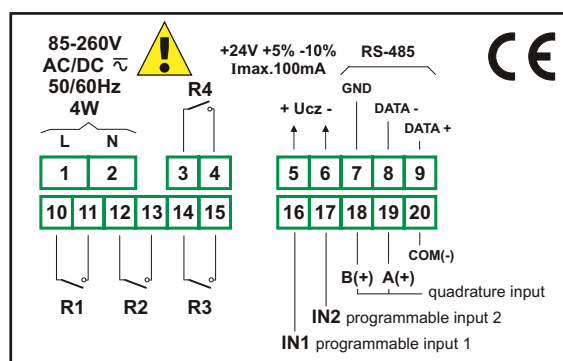 85-260V
AC/DC
50/60Hz
4W
L N
!
R4
+24V +5% -10%
Imax.100mA
RS-485
CE
GND
+ Ucz -
DATA -
DATA +
1 2 3 4 5 6 7 8 9
10 11 12 13 14 15 16 17 18 19 20
COM(-)
B(+) A(+)
quadrature input
R1 R2 R3
IN2 programmable input 2
IN1 programmable input 1